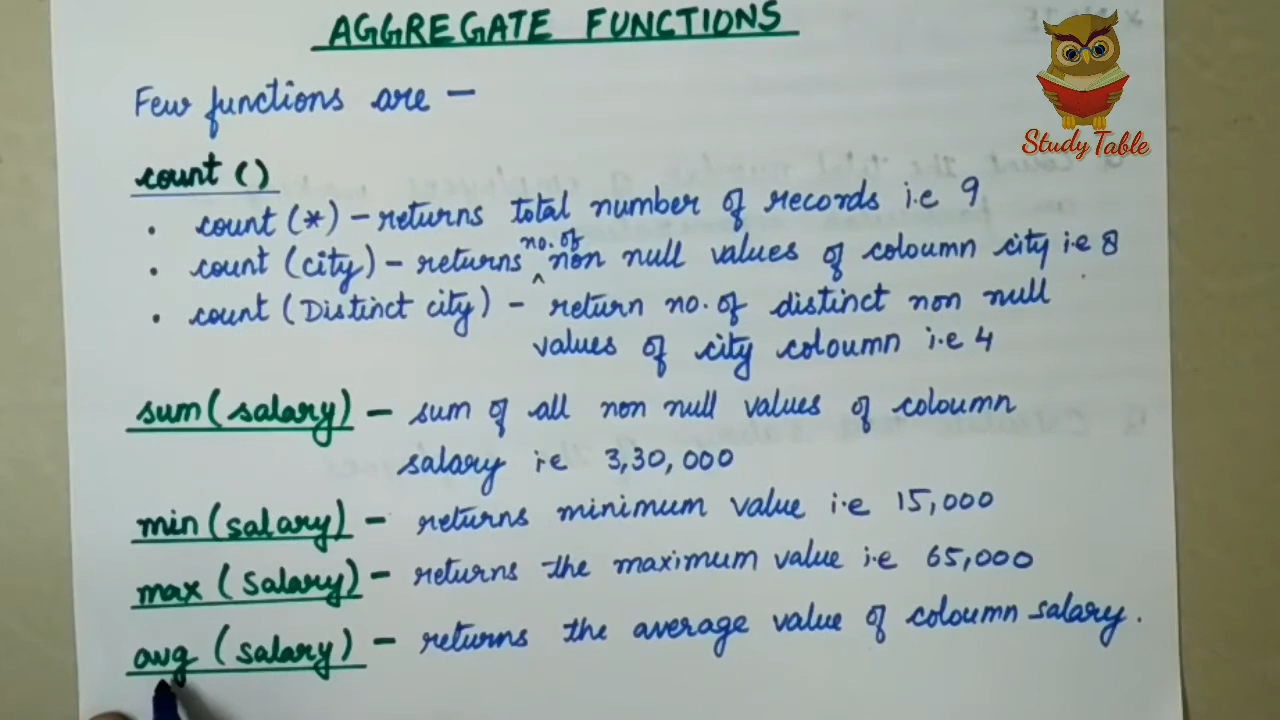 AGGREGATE FUNCTIONS
Few functions are -
count ()
. count (*) - returns total number of records i.e 9
. count (city) - returns no. of non null values of coloumn city i.e 8
. count (Distinct city) - return no. of distinct non null
values of city coloumn i.e 4
sum (salary) - sum of all non null values of coloumn
salary i.e 3,30,000
min (salary) - returns minimum value i.e 15,000
max (salary) - returns the maximum value i.e 65,000
avg (salary) - returns the average value of coloumn salary.
Study Table